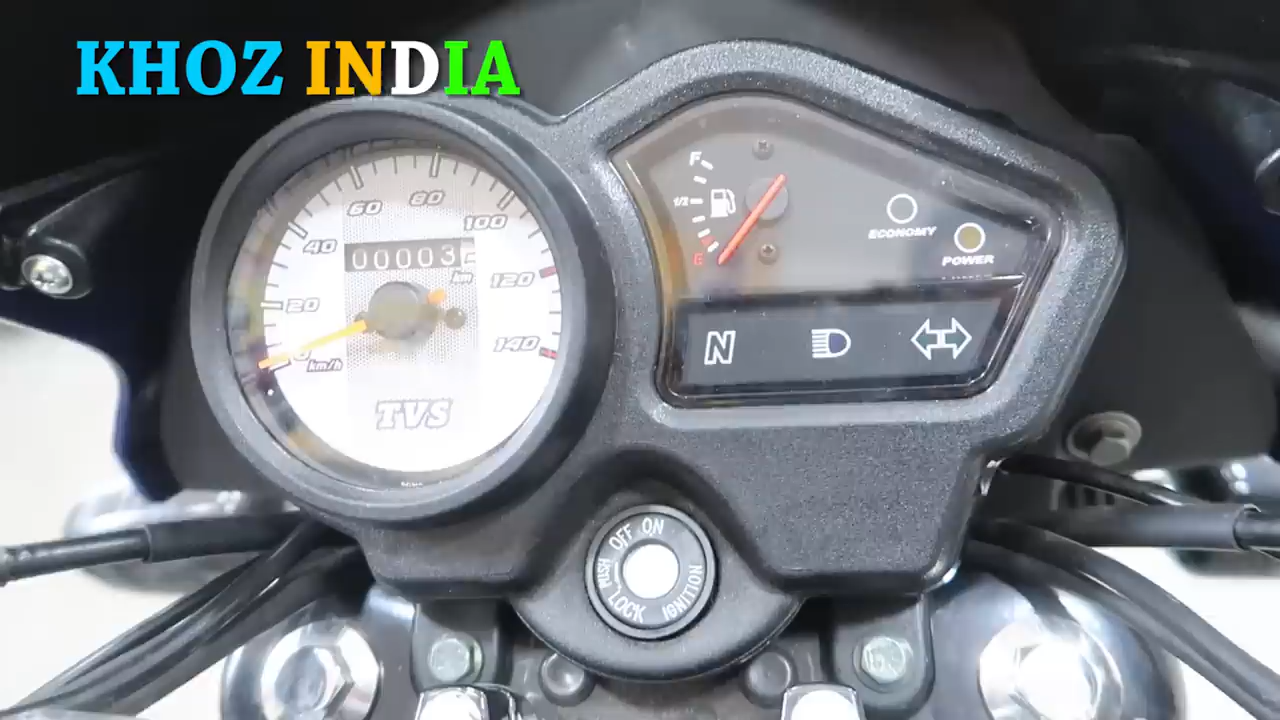 KHOZ INDIA
60 80 100
40 120
20 140
00003
km
km/h
TVS
F
1/2
E
ECONOMY
POWER
N
OFF ON
PUSH
LOCK IGNITION